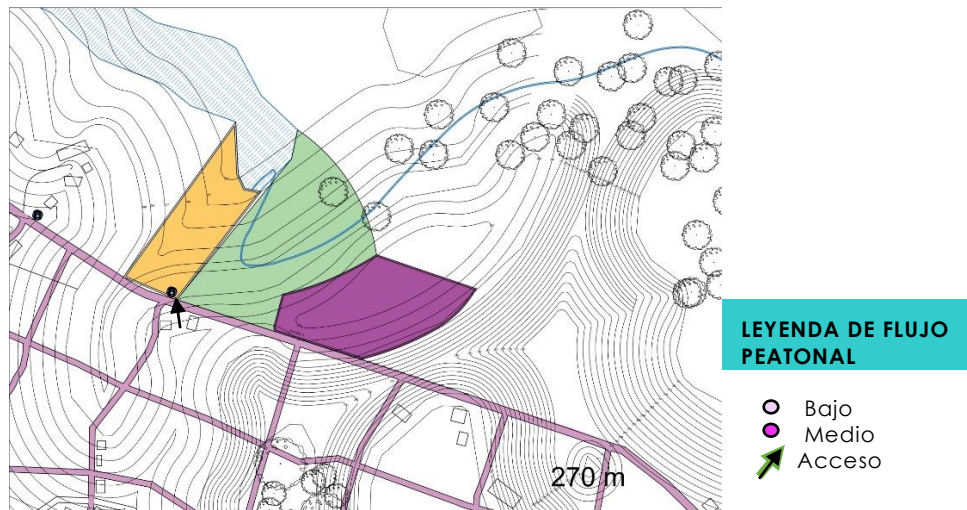 270 m
LEYENDA DE FLUJO
PEATONAL
Bajo
Medio
Acceso